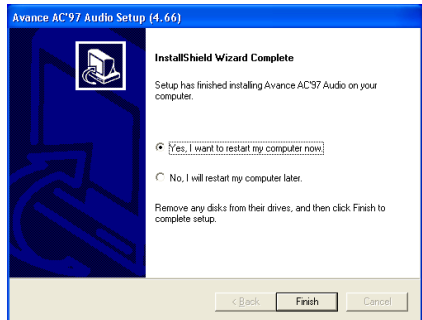 Avance AC'97 Audio Setup (4.66)
InstallShield Wizard Complete
Setup has finished installing Avance AC'97 Audio on your
computer.
Yes, I want to restart my computer now.
No, I will restart my computer later.
Remove any disks from their drives, and then click Finish to
complete setup.
< Back Finish Cancel